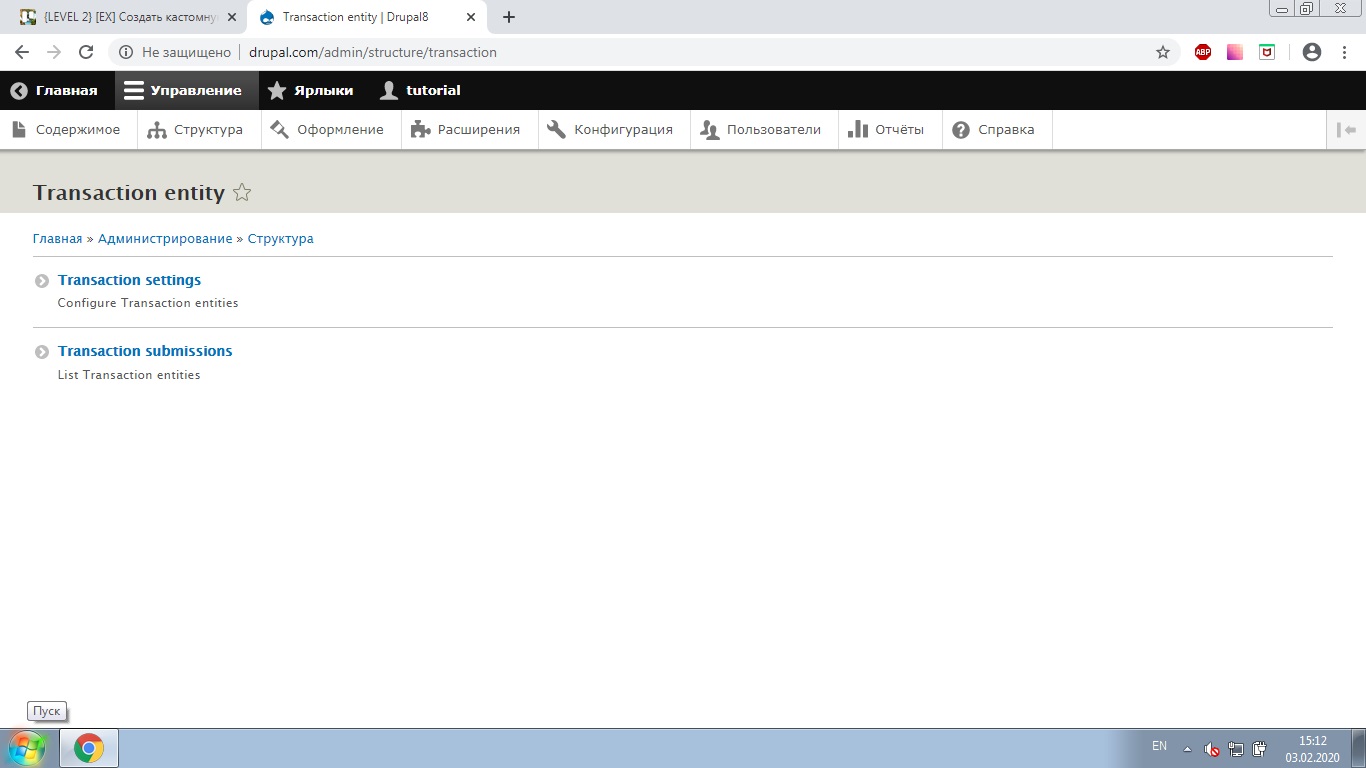 {LEVEL 2} [EX] Создать кастомну
Transaction entity | Drupal8
Не защищено
drupal.com/admin/structure/transaction
ABP
Главная
Управление
Ярлыки
tutorial
Содержимое
Структура
Оформление
Расширения
Конфигурация
Пользователи
Отчёты
Справка
Transaction entity
Главная » Администрирование » Структура
Transaction settings
Configure Transaction entities
Transaction submissions
List Transaction entities
Пуск
EN
15:12
03.02.2020